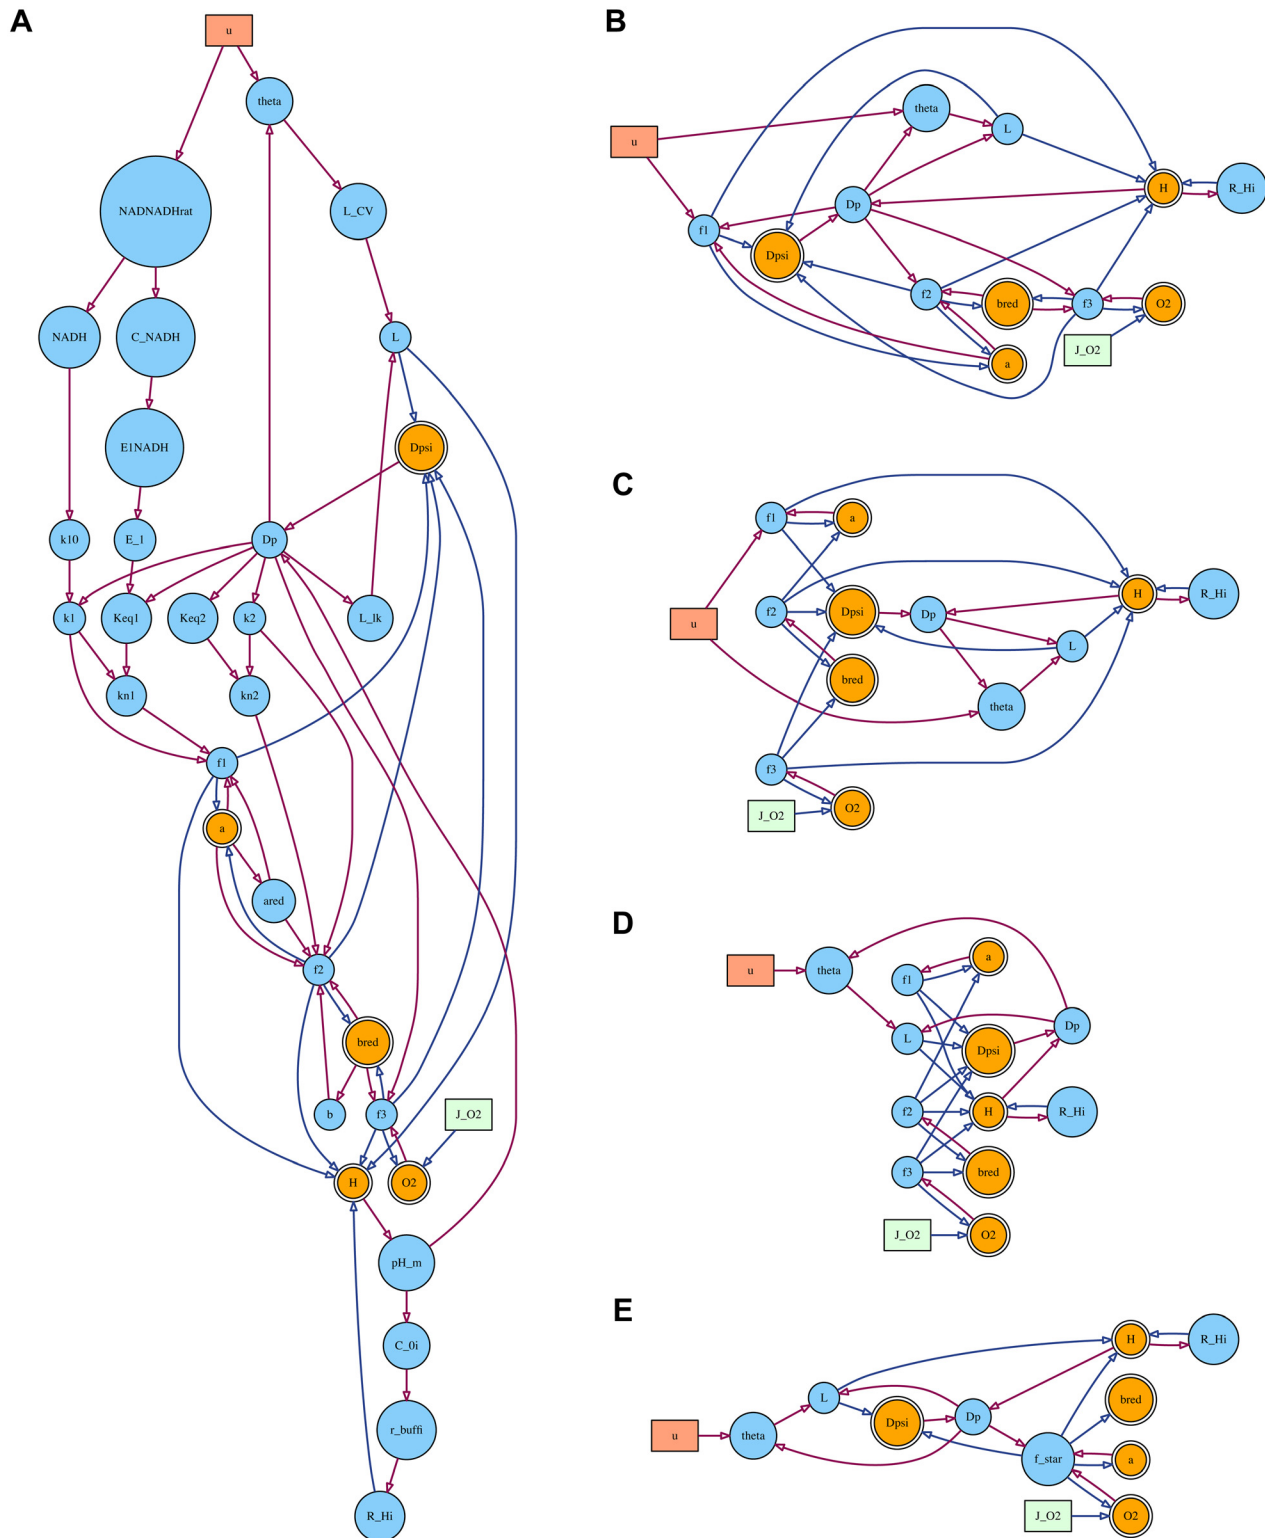 A
u
theta
NADNADHrat
L_CV
NADH
C_NADH
L
E1NADH
Dpsi
k10
E_1
Dp
k1
Keq1
Keq2
k2
L_lk
kn1
kn2
f1
a
ared
f2
bred
b
f3
J_O2
H
O2
pH_m
C_0i
r_buffi
R_Hi
B
theta
L
u
H
R_Hi
Dp
f1
Dpsi
f2
bred
f3
O2
J_O2
a
C
f1
a
H
R_Hi
f2
Dpsi
Dp
u
L
bred
theta
f3
J_O2
O2
D
u
theta
a
f1
Dp
L
Dpsi
f2
H
R_Hi
f3
bred
J_O2
O2
E
H
R_Hi
L
bred
Dpsi
Dp
u
theta
f_star
a
J_O2
O2